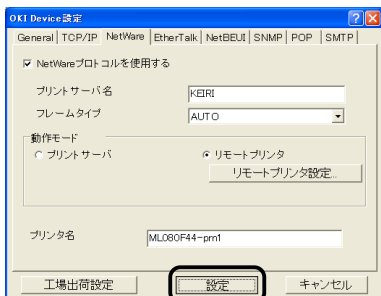 OKI Device設定
General TCP/IP NetWare EtherTalk NetBEUI SNMP POP SMTP
NetWareプロトコルを使用する
プリントサーバ名 KEIRI
フレームタイプ AUTO
動作モード
プリントサーバ リモートプリンタ
リモートプリンタ設定...
プリンタ名 ML080F44-prn1
工場出荷設定 設定 キャンセル